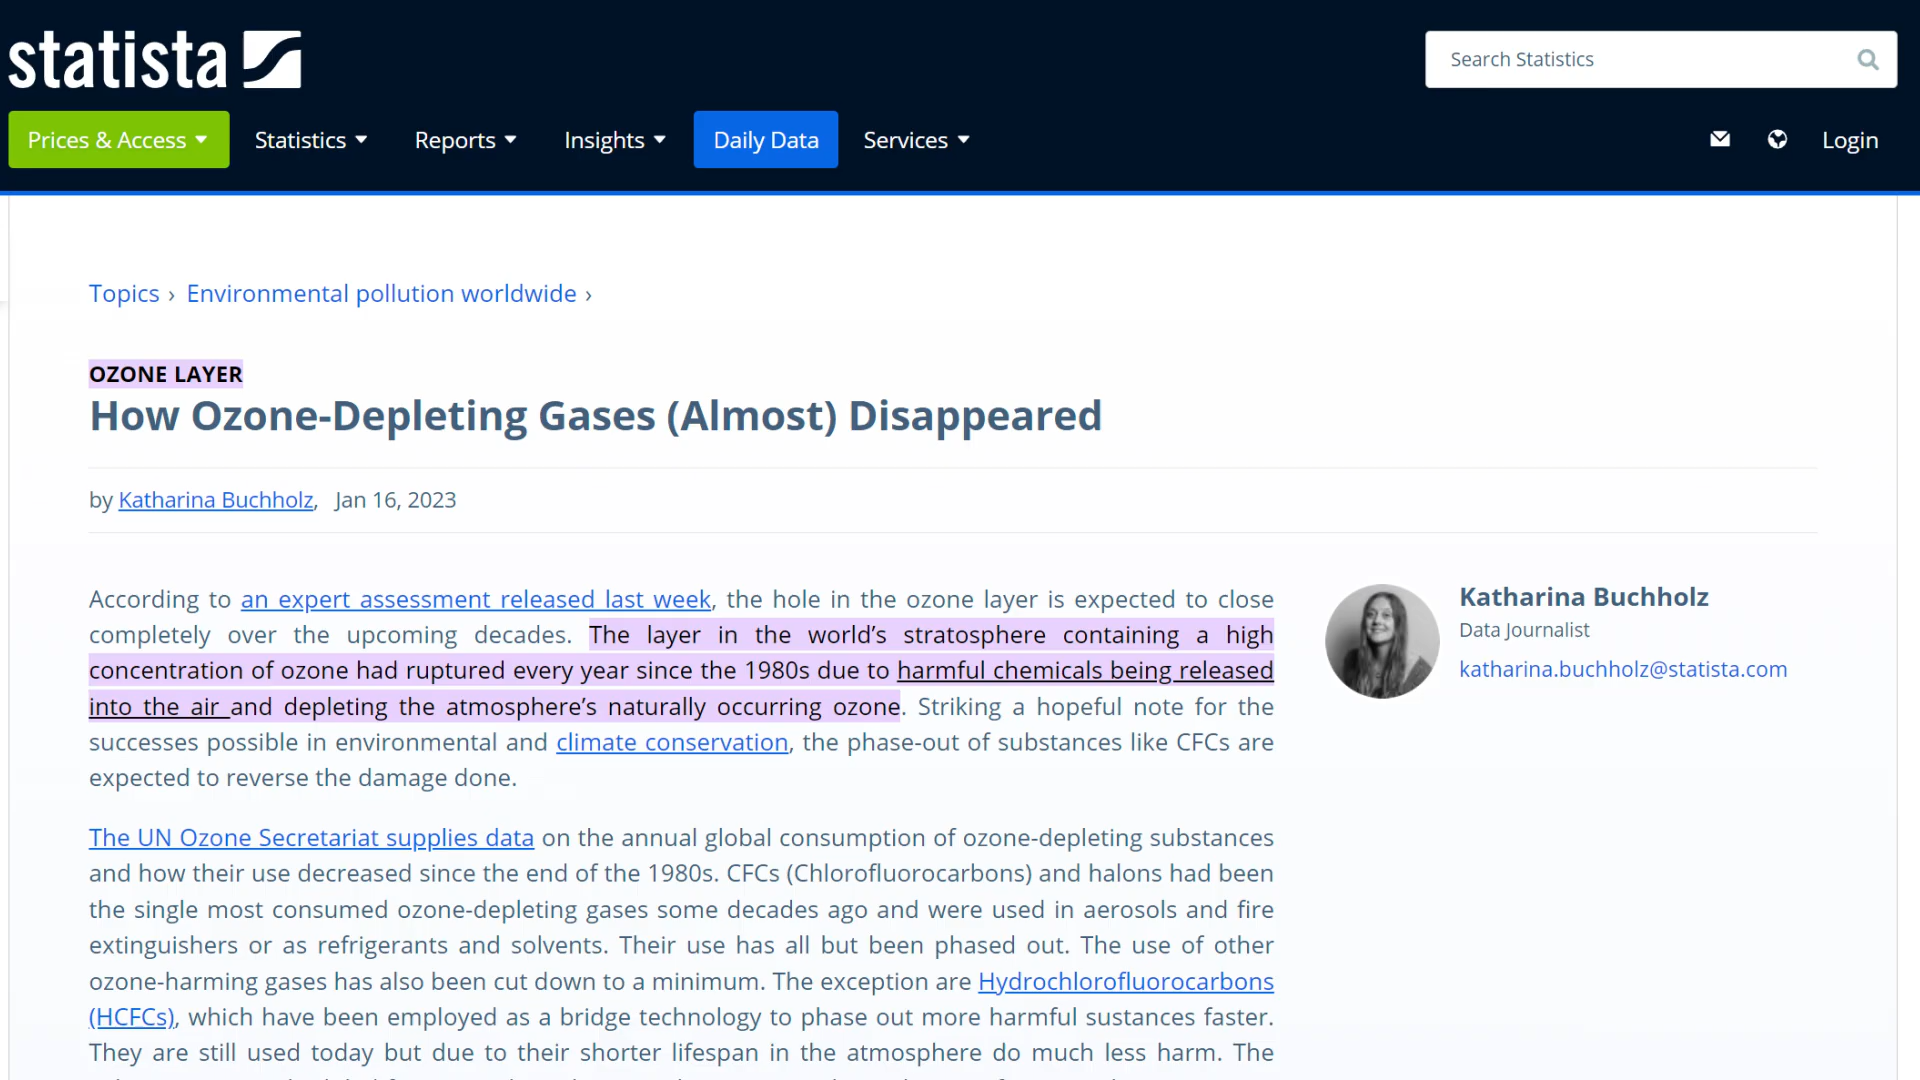 statista
Search Statistics
Prices & Access
Statistics
Reports
Insights
Daily Data
Services
Login
Topics › Environmental pollution worldwide ›
OZONE LAYER
How Ozone-Depleting Gases (Almost) Disappeared
by Katharina Buchholz, Jan 16, 2023
According to an expert assessment released last week, the hole in the ozone layer is expected to close
completely over the upcoming decades. The layer in the world’s stratosphere containing a high
concentration of ozone had ruptured every year since the 1980s due to harmful chemicals being released
into the air and depleting the atmosphere’s naturally occurring ozone. Striking a hopeful note for the
successes possible in environmental and climate conservation, the phase-out of substances like CFCs are
expected to reverse the damage done.
The UN Ozone Secretariat supplies data on the annual global consumption of ozone-depleting substances
and how their use decreased since the end of the 1980s. CFCs (Chlorofluorocarbons) and halons had been
the single most consumed ozone-depleting gases some decades ago and were used in aerosols and fire
extinguishers or as refrigerants and solvents. Their use has all but been phased out. The use of other
ozone-harming gases has also been cut down to a minimum. The exception are Hydrochlorofluorocarbons
(HCFCs), which have been employed as a bridge technology to phase out more harmful sustances faster.
They are still used today but due to their shorter lifespan in the atmosphere do much less harm. The
Katharina Buchholz
Data Journalist
katharina.buchholz@statista.com